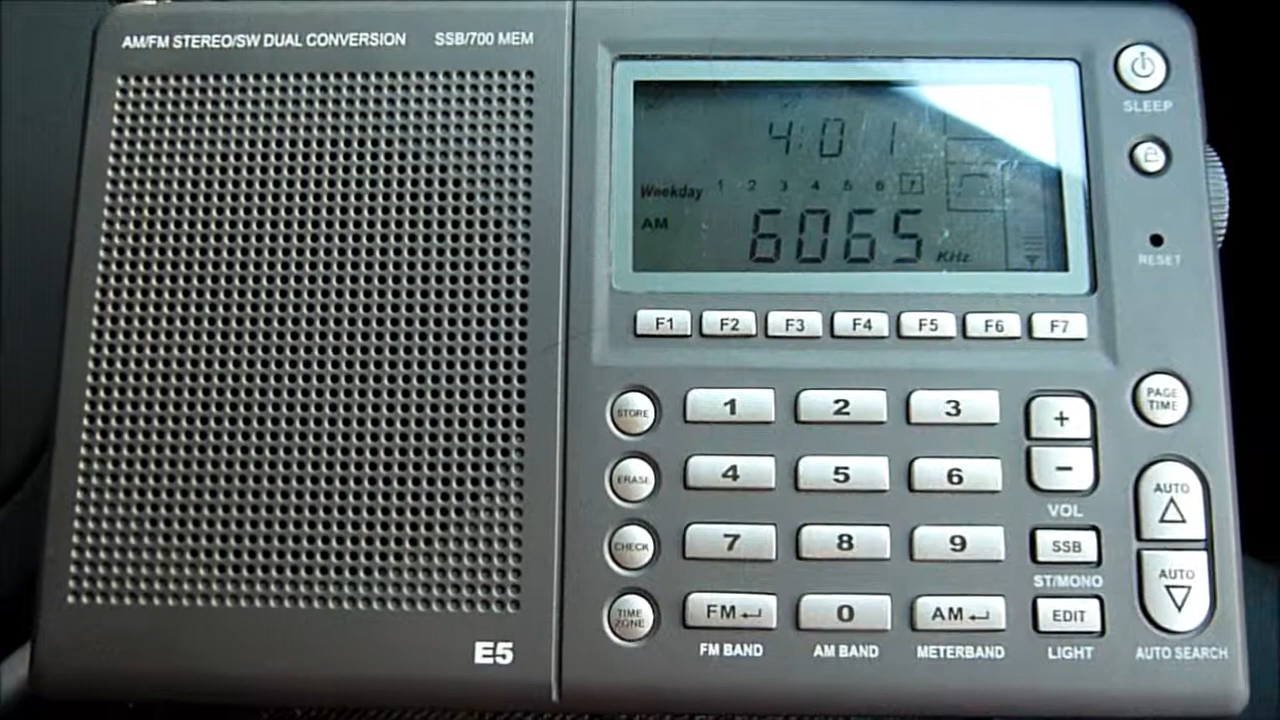 AM/FM STEREO/SW DUAL CONVERSION SSB/700 MEM
E5
4:01
Weekday 1 2 3 4 5 6 7
AM 6065 KHz
F1 F2 F3 F4 F5 F6 F7
SLEEP
RESET
STORE 1 2 3 +
ERASE 4 5 6 −
VOL
CHECK 7 8 9 SSB
ST/MONO
TIME ZONE FM 0 AM EDIT
FM BAND AM BAND METERBAND LIGHT
PAGE
TIME
AUTO
AUTO
AUTO SEARCH